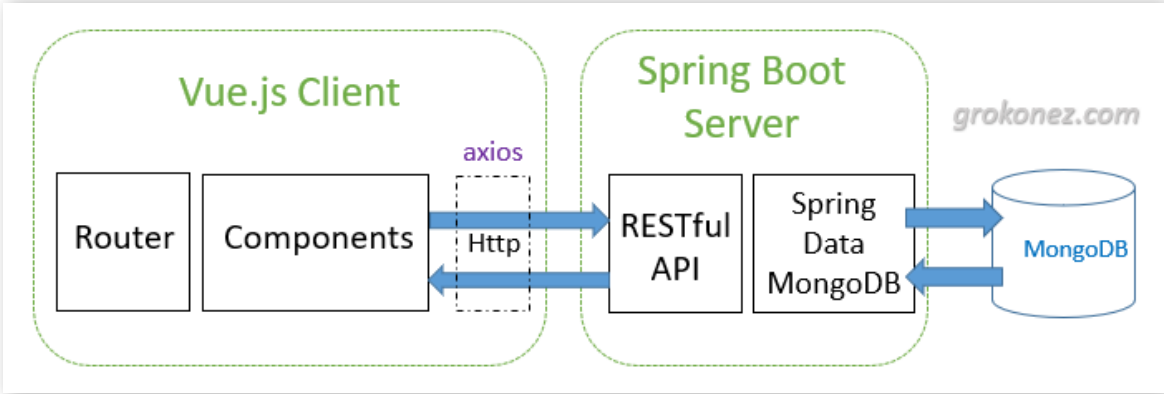 Vue.js Client
Spring Boot
Server
grokonez.com
axios
Router
Components
Http
RESTful
API
Spring
Data
MongoDB
MongoDB